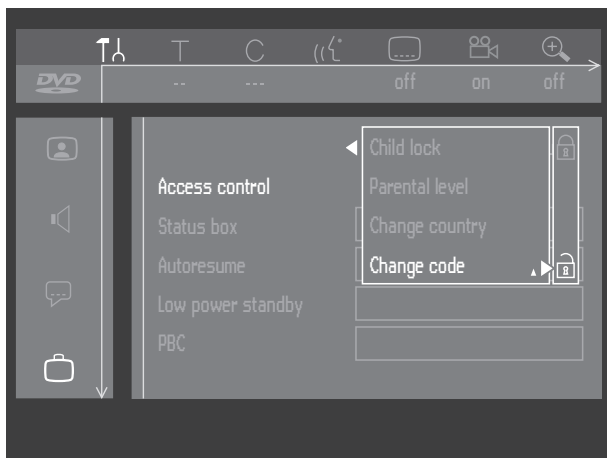 T C
DVD -- --- off on off
Child lock
Access control Parental level
Status box Change country
Autoresume Change code
Low power standby
PBC